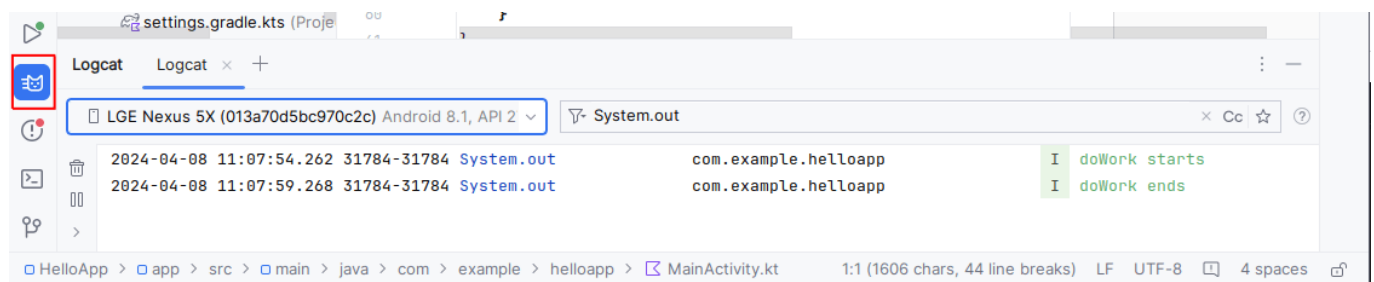 settings.gradle.kts (Proje
Logcat Logcat × +
LGE Nexus 5X (013a70d5bc970c2c) Android 8.1, API 2
System.out × Cc
2024-04-08 11:07:54.262 31784-31784 System.out com.example.helloapp I doWork starts
2024-04-08 11:07:59.268 31784-31784 System.out com.example.helloapp I doWork ends
HelloApp > app > src > main > java > com > example > helloapp > MainActivity.kt 1:1 (1606 chars, 44 line breaks) LF UTF-8 4 spaces